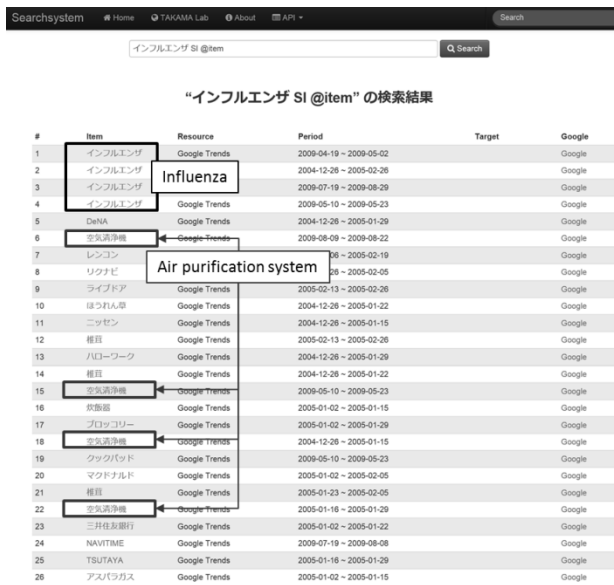 Searchsystem Home TAKAMA Lab About API Search
インフルエンザ SI @item Search
“インフルエンザ SI @item” の検索結果
# Item Resource Period Target Google
1 インフルエンザ Google Trends 2009-04-19 ~ 2009-05-02 Google
2 インフルエンザ 2004-12-26 ~ 2005-02-26 Google
Influenza
3 インフルエンザ 2009-07-19 ~ 2009-08-29 Google
4 インフルエンザ Google Trends 2009-05-10 ~ 2009-05-23 Google
5 DeNA Google Trends 2004-12-26 ~ 2005-01-29 Google
6 空気清浄機 Google Trends 2009-08-09 ~ 2009-08-22 Google
7 レンコン 06 ~ 2005-02-19 Google
Air purification system
8 リクナビ 26 ~ 2005-02-05 Google
9 ライブドア Google Trends 2005-02-13 ~ 2005-02-26 Google
10 ほうれん草 Google Trends 2004-12-26 ~ 2005-01-22 Google
11 ニッセン Google Trends 2004-12-26 ~ 2005-01-15 Google
12 椎茸 Google Trends 2005-02-13 ~ 2005-02-26 Google
13 ハローワーク Google Trends 2004-12-26 ~ 2005-01-29 Google
14 椎茸 Google Trends 2004-12-26 ~ 2005-01-22 Google
15 空気清浄機 Google Trends 2009-05-10 ~ 2009-05-23 Google
16 炊飯器 Google Trends 2005-01-02 ~ 2005-01-15 Google
17 ブロッコリー Google Trends 2005-01-02 ~ 2005-01-29 Google
18 空気清浄機 Google Trends 2004-12-26 ~ 2005-01-15 Google
19 クックパッド Google Trends 2009-05-10 ~ 2009-05-23 Google
20 マクドナルド Google Trends 2005-01-02 ~ 2005-02-05 Google
21 椎茸 Google Trends 2005-01-23 ~ 2005-02-05 Google
22 空気清浄機 Google Trends 2005-01-16 ~ 2005-01-29 Google
23 三井住友銀行 Google Trends 2005-01-02 ~ 2005-01-22 Google
24 NAVITIME Google Trends 2009-07-19 ~ 2009-08-08 Google
25 TSUTAYA Google Trends 2005-01-16 ~ 2005-01-29 Google
26 アスパラガス Google Trends 2005-01-02 ~ 2005-01-15 Google